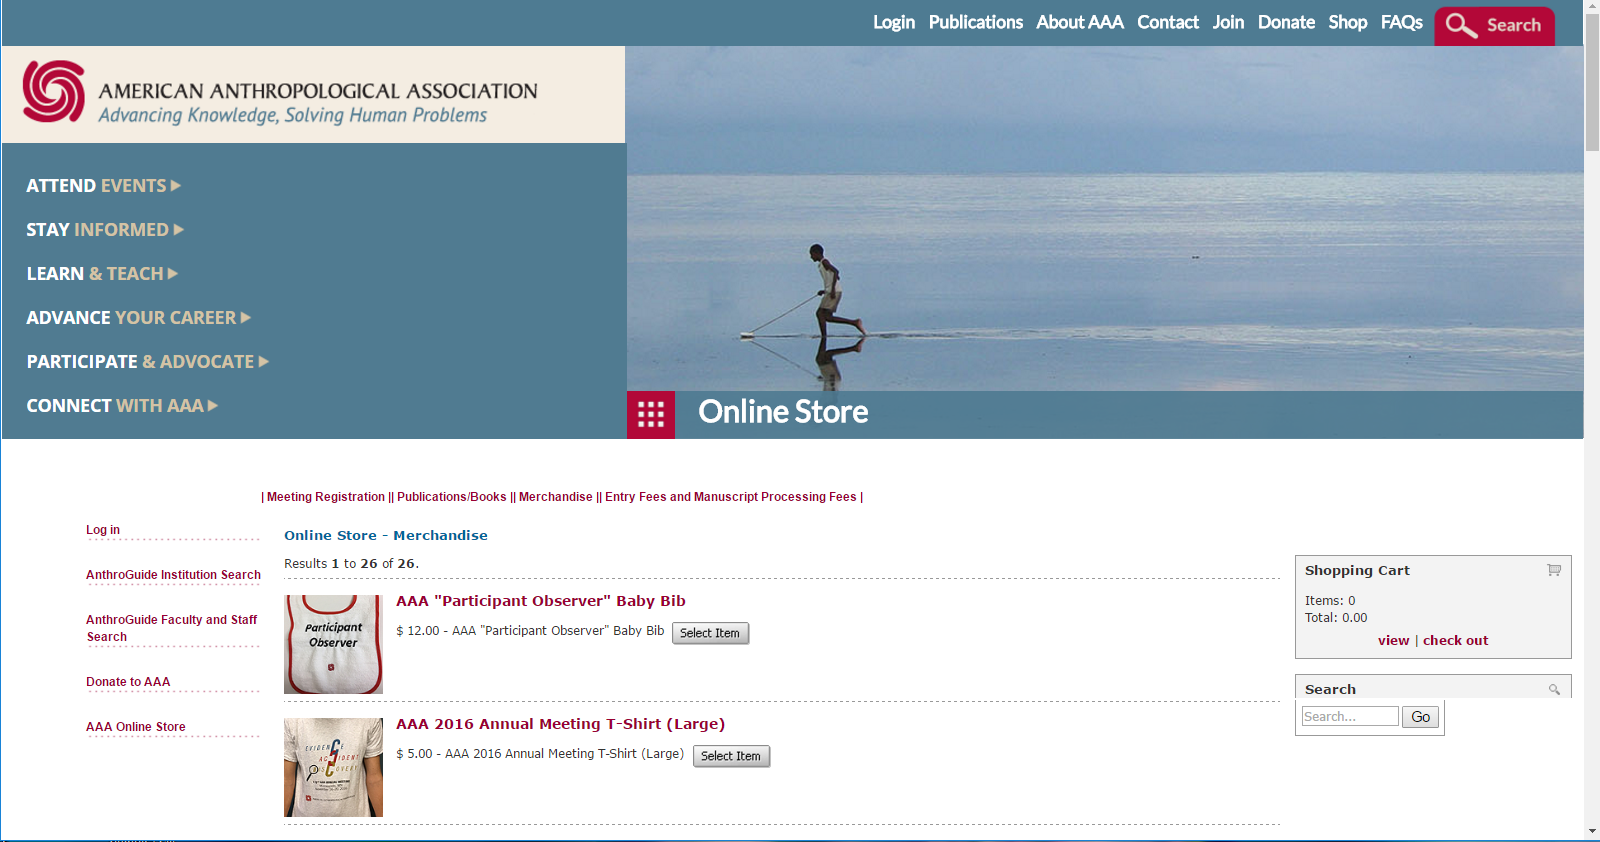 Login Publications About AAA Contact Join Donate Shop FAQs Search
AMERICAN ANTHROPOLOGICAL ASSOCIATION
Advancing Knowledge, Solving Human Problems
ATTEND EVENTS
STAY INFORMED
LEARN & TEACH
ADVANCE YOUR CAREER
PARTICIPATE & ADVOCATE
CONNECT WITH AAA
Online Store
| Meeting Registration || Publications/Books || Merchandise || Entry Fees and Manuscript Processing Fees |
Log in
AnthroGuide Institution Search
AnthroGuide Faculty and Staff
Search
Donate to AAA
AAA Online Store
Online Store - Merchandise
Results 1 to 26 of 26.
Participant
Observer
AAA "Participant Observer" Baby Bib
$ 12.00 - AAA "Participant Observer" Baby Bib Select Item
EVIDENCE
ACCIDENT
DISCOVERY
AAA 2016 Annual Meeting T-Shirt (Large)
$ 5.00 - AAA 2016 Annual Meeting T-Shirt (Large) Select Item
Shopping Cart
Items: 0
Total: 0.00
view | check out
Search
Search... Go